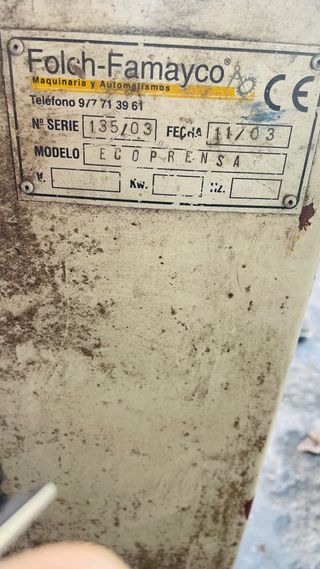 Folch-Famayco®
Maquinaria y Automatismos
CE
Teléfono 977 71 39 61
Nº SERIE 135/03 FECHA 11/03
MODELO ECOPRENSA
V. Kw. Hz.